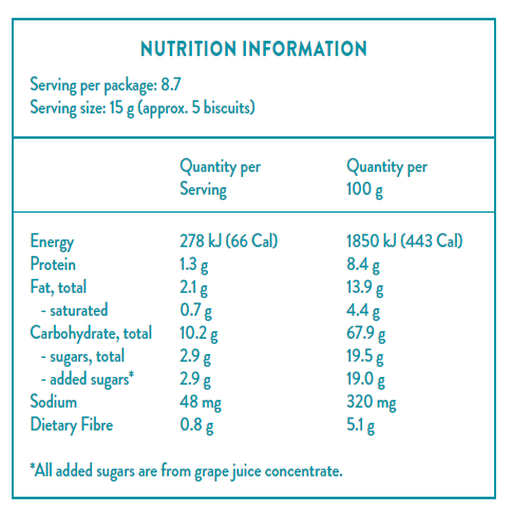 NUTRITION INFORMATION
Serving per package: 8.7
Serving size: 15 g (approx. 5 biscuits)
Quantity per Serving Quantity per 100 g
Energy 278 kJ (66 Cal) 1850 kJ (443 Cal)
Protein 1.3 g 8.4 g
Fat, total 2.1 g 13.9 g
- saturated 0.7 g 4.4 g
Carbohydrate, total 10.2 g 67.9 g
- sugars, total 2.9 g 19.5 g
- added sugars* 2.9 g 19.0 g
Sodium 48 mg 320 mg
Dietary Fibre 0.8 g 5.1 g
*All added sugars are from grape juice concentrate.